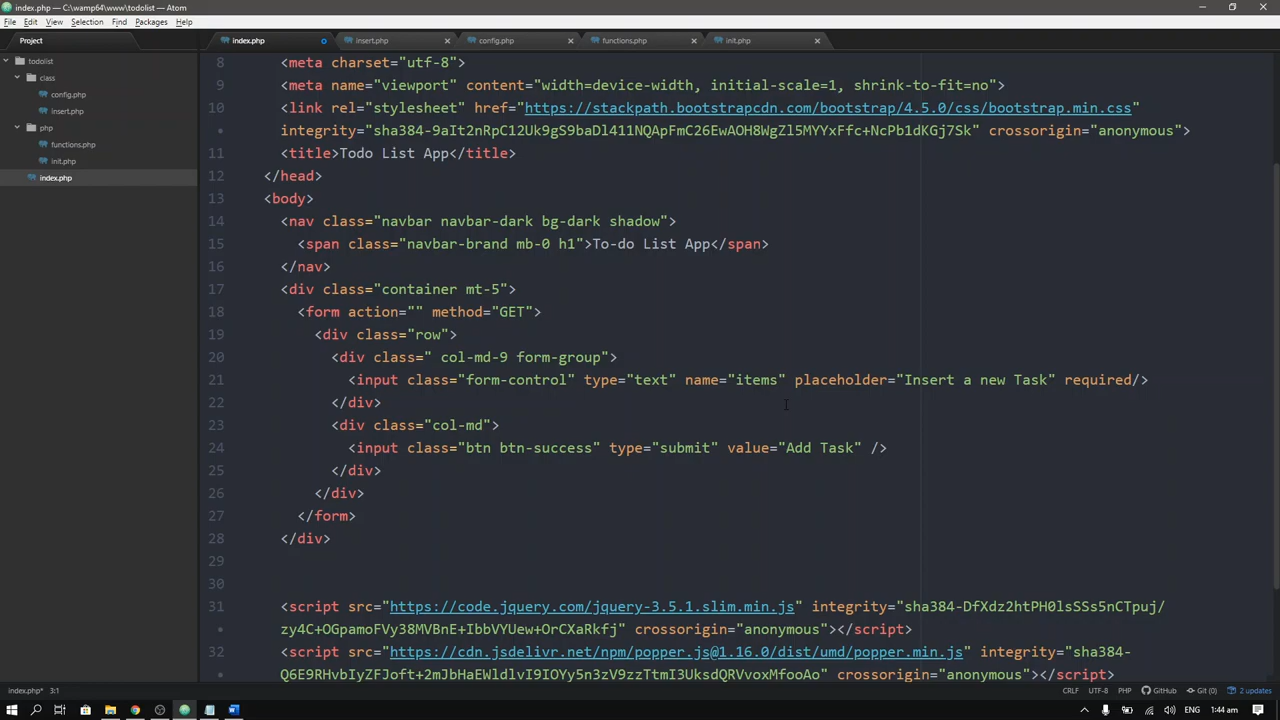 index.php — C:\wamp64\www\todolist — Atom
File Edit View Selection Find Packages Help
Project
index.php insert.php config.php functions.php init.php
todolist
class
config.php
insert.php
php
functions.php
init.php
index.php
8 <meta charset="utf-8">
9 <meta name="viewport" content="width=device-width, initial-scale=1, shrink-to-fit=no">
10 <link rel="stylesheet" href="https://stackpath.bootstrapcdn.com/bootstrap/4.5.0/css/bootstrap.min.css"
• integrity="sha384-9aIt2nRpC12Uk9gS9baDl411NQApFmC26EwAOH8WgZl5MYYxFfc+NcPb1dKGj7Sk" crossorigin="anonymous">
11 <title>Todo List App</title>
12 </head>
13 <body>
14 <nav class="navbar navbar-dark bg-dark shadow">
15 <span class="navbar-brand mb-0 h1">To-do List App</span>
16 </nav>
17 <div class="container mt-5">
18 <form action="" method="GET">
19 <div class="row">
20 <div class=" col-md-9 form-group">
21 <input class="form-control" type="text" name="items" placeholder="Insert a new Task" required/>
22 </div>
23 <div class="col-md">
24 <input class="btn btn-success" type="submit" value="Add Task" />
25 </div>
26 </div>
27 </form>
28 </div>
29
30
31 <script src="https://code.jquery.com/jquery-3.5.1.slim.min.js" integrity="sha384-DfXdz2htPH0lsSSs5nCTpuj/
• zy4C+OGpamoFVy38MVBnE+IbbVYUew+OrCXaRkfj" crossorigin="anonymous"></script>
32 <script src="https://cdn.jsdelivr.net/npm/popper.js@1.16.0/dist/umd/popper.min.js" integrity="sha384-
• Q6E9RHvbIyZFJoft+2mJbHaEWldlvI9IOYy5n3zV9zzTtmI3UksdQRVvoxMfooAo" crossorigin="anonymous"></script>
index.php* 3:1 CRLF UTF-8 PHP GitHub Git (0) 2 updates
ENG 1:44 am